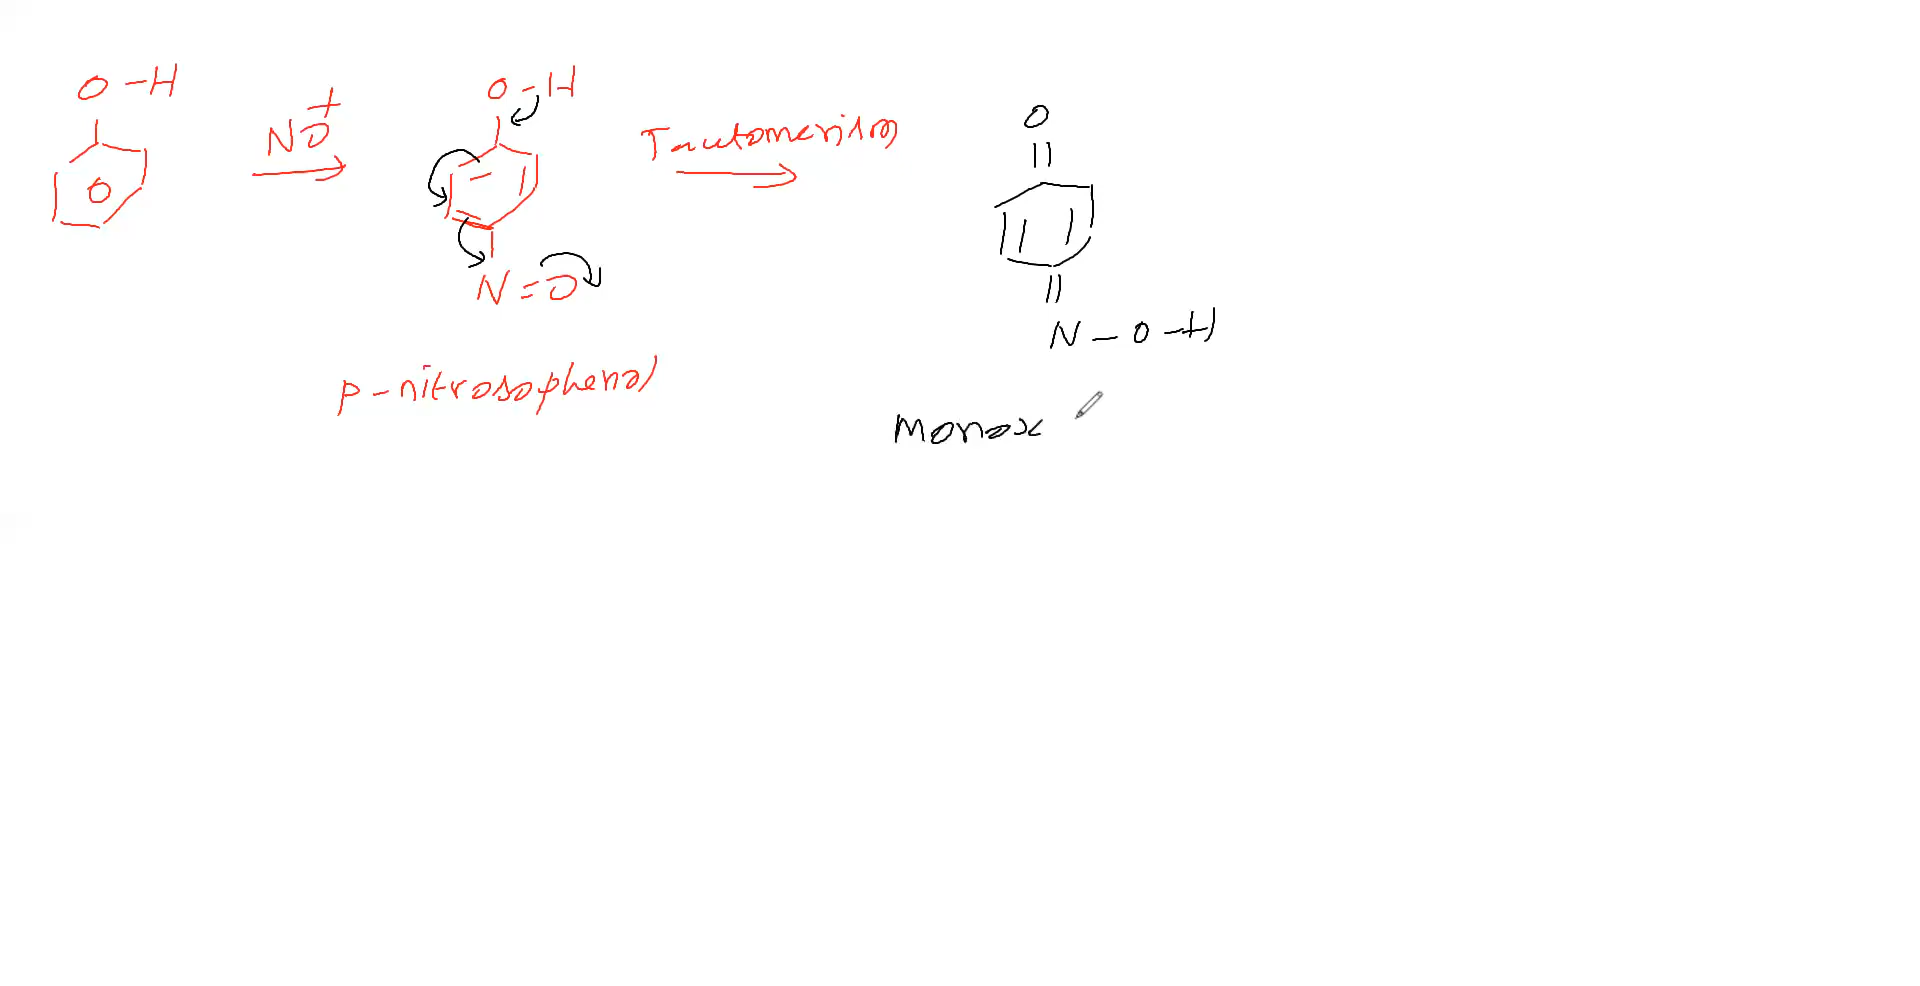 O-H
NO+
O-H
Tautomerism
O
N=O
N-O-H
p-nitrosophenol
monox